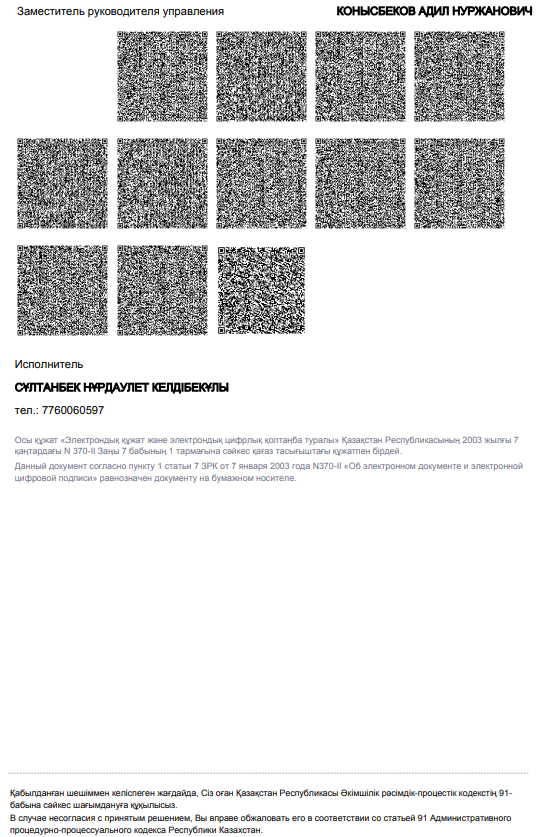 Заместитель руководителя управления КОНЫСБЕКОВ АДИЛ НУРЖАНОВИЧ
Исполнитель
СҰЛТАНБЕК НҰРДАУЛЕТ КЕЛДІБЕКҰЛЫ
тел.: 7760060597
Осы құжат «Электрондық құжат және электрондық цифрлық қолтаңба туралы» Қазақстан Республикасының 2003 жылғы 7
қаңтардағы N 370-II Заңы 7 бабының 1 тармағына сәйкес қағаз тасығыштағы құжатпен бірдей.
Данный документ согласно пункту 1 статьи 7 ЗРК от 7 января 2003 года N370-II «Об электронном документе и электронной
цифровой подписи» равнозначен документу на бумажном носителе.
Қабылданған шешіммен келіспеген жағдайда, Сіз оған Қазақстан Республикасы Әкімшілік рәсімдік-процестік кодекстің 91-
бабына сәйкес шағымдануға құқылысыз.
В случае несогласия с принятым решением, Вы вправе обжаловать его в соответствии со статьей 91 Административного
процедурно-процессуального кодекса Республики Казахстан.